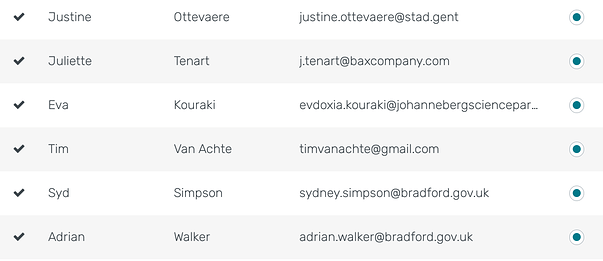 Justine Ottevaere justine.ottevaere@stad.gent
Juliette Tenart j.tenart@baxcompany.com
Eva Kouraki evdoxia.kouraki@johannebergsciencepar...
Tim Van Achte timvanachte@gmail.com
Syd Simpson sydney.simpson@bradford.gov.uk
Adrian Walker adrian.walker@bradford.gov.uk